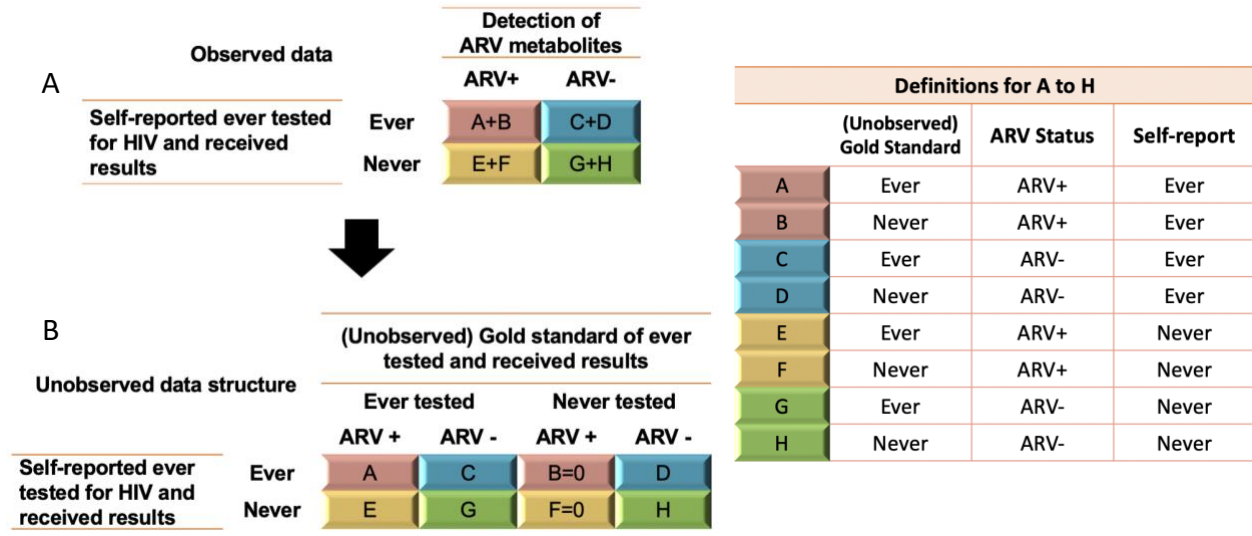 A
Observed data
Detection of
ARV metabolites
ARV+ ARV-
Self-reported ever tested
for HIV and received
results
Ever A+B C+D
Never E+F G+H
B
Unobserved data structure
(Unobserved) Gold standard of ever
tested and received results
Ever tested Never tested
ARV + ARV - ARV + ARV -
Self-reported ever
tested for HIV and
received results
Ever A C B=0 D
Never E G F=0 H
Definitions for A to H
(Unobserved)
Gold Standard ARV Status Self-report
A Ever ARV+ Ever
B Never ARV+ Ever
C Ever ARV- Ever
D Never ARV- Ever
E Ever ARV+ Never
F Never ARV+ Never
G Ever ARV- Never
H Never ARV- Never